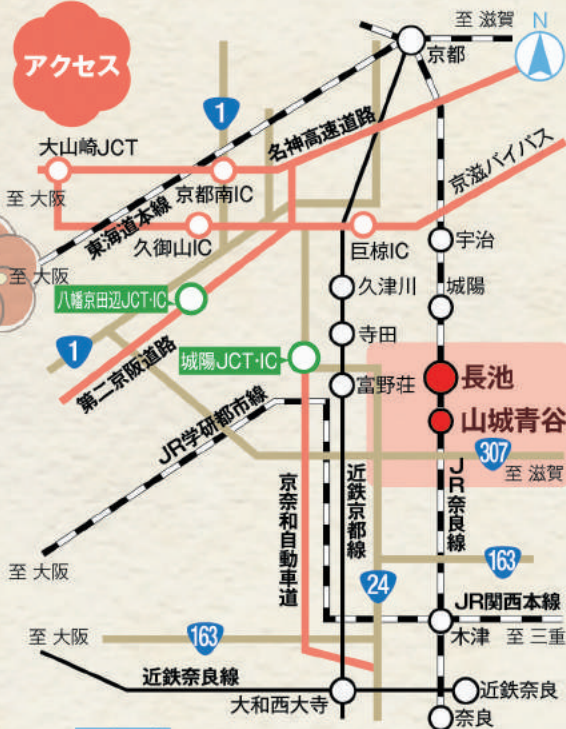 アクセス
至 滋賀
N
京都
1
大山崎JCT
名神高速道路
京都南IC
京滋バイパス
至 大阪
東海道本線
久御山IC
巨椋IC
宇治
至 大阪
八幡京田辺JCT・IC
久津川
城陽
1
第二京阪道路
寺田
城陽JCT・IC
長池
富野荘
山城青谷
JR学研都市線
307
至 滋賀
京奈和自動車道
近鉄京都線
JR奈良線
163
24
至 大阪
JR関西本線
至 大阪
163
木津
至 三重
近鉄奈良線
大和西大寺
近鉄奈良
奈良